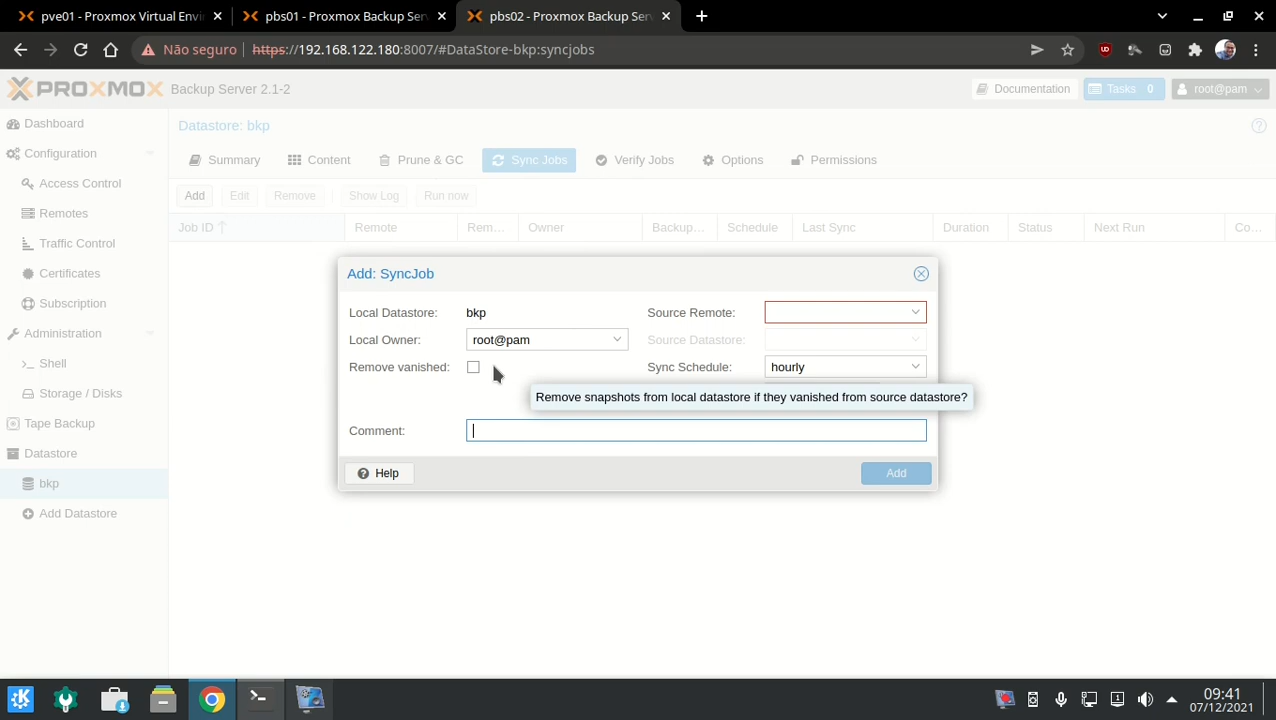 pve01 - Proxmox Virtual Envir
pbs01 - Proxmox Backup Serv
pbs02 - Proxmox Backup Serv
Não seguro
https://192.168.122.180:8007/#DataStore-bkp:syncjobs
PROXMOX Backup Server 2.1-2
Documentation
Tasks 0
root@pam
Dashboard
Configuration
Access Control
Remotes
Traffic Control
Certificates
Subscription
Administration
Shell
Storage / Disks
Tape Backup
Datastore
bkp
Add Datastore
Datastore: bkp
Summary Content Prune & GC Sync Jobs Verify Jobs Options Permissions
Add Edit Remove Show Log Run now
Job ID Remote Rem... Owner Backup... Schedule Last Sync Duration Status Next Run Co...
Add: SyncJob
Local Datastore: bkp Source Remote:
Local Owner: root@pam Source Datastore:
Remove vanished: Sync Schedule: hourly
Remove snapshots from local datastore if they vanished from source datastore?
Comment:
Help Add
09:41
07/12/2021